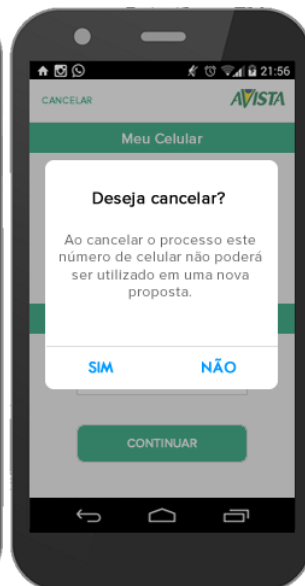 21:56
CANCELAR
AVISTA
Meu Celular
Deseja cancelar?
Ao cancelar o processo este
número de celular não poderá
ser utilizado em uma nova
proposta.
SIM NÃO
CONTINUAR